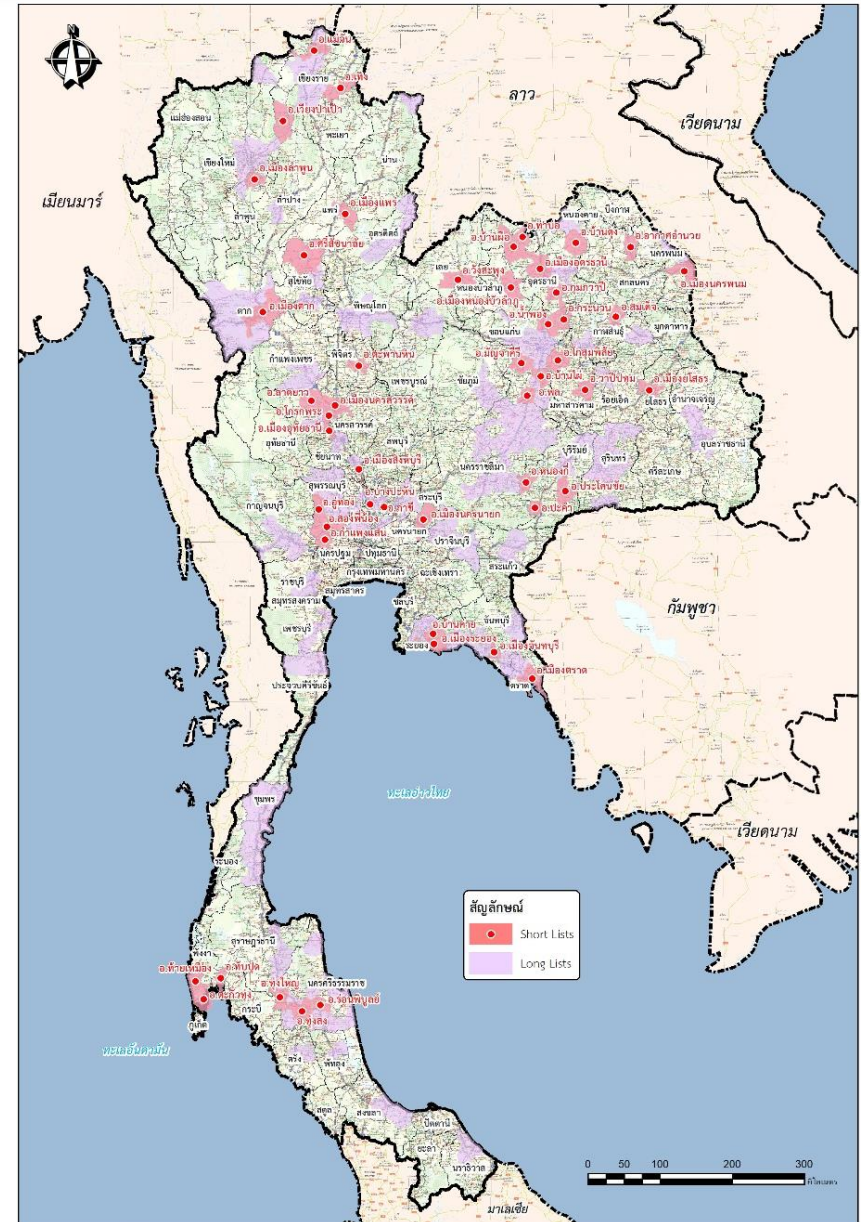 อ.แม่จัน
เชียงราย
อ.เทิง
ลาว
เวียดนาม
แม่ฮ่องสอน
อ.เวียงป่าเป้า
พะเยา
น่าน
เชียงใหม่
อ.เมืองลำพูน
เมียนมาร์
ลำปาง
ลำพูน
แพร่
อ.เมืองแพร่
อุตรดิตถ์
อ.ศรีสัชนาลัย
สุโขทัย
หนองคาย
บึงกาฬ
อ.ท่าบ่อ
อ.บ้านผือ
อ.บ้านดุง
อ.อากาศอำนวย
นครพนม
เลย
อ.วังสะพุง
อ.เมืองอุดรธานี
อุดรธานี
อ.เมืองนครพนม
หนองบัวลำภู
อ.เมืองหนองบัวลำภู
อ.กุมภวาปี
สกลนคร
ตาก
อ.เมืองตาก
พิษณุโลก
อ.น้ำพอง
อ.กระนวน
อ.สมเด็จ
ขอนแก่น
กาฬสินธุ์
มุกดาหาร
กำแพงเพชร
พิจิตร
อ.ตะพานหิน
เพชรบูรณ์
ชัยภูมิ
อ.มัญจาคีรี
อ.โกสุมพิสัย
อ.บ้านไผ่
อ.วาปีปทุม
อ.เมืองยโสธร
อ.พล
มหาสารคาม
ร้อยเอ็ด
ยโสธร
อำนาจเจริญ
อ.ลาดยาว
อ.เมืองนครสวรรค์
อ.โกรกพระ
นครสวรรค์
อ.เมืองอุทัยธานี
อุทัยธานี
ลพบุรี
ชัยนาท
อ.เมืองสิงห์บุรี
นครราชสีมา
บุรีรัมย์
สุรินทร์
ศรีสะเกษ
อุบลราชธานี
สุพรรณบุรี
อ.หนองกี่
อ.ประโคนชัย
อ.ปะคำ
กาญจนบุรี
อ.อู่ทอง
อ.บางปะหัน
อ.ภาชี
สระบุรี
อ.เมืองนครนายก
อ.สองพี่น้อง
อ.กำแพงแสน
นครนายก
ปราจีนบุรี
นครปฐม
ปทุมธานี
กรุงเทพมหานคร
ฉะเชิงเทรา
สระแก้ว
ราชบุรี
สมุทรสาคร
สมุทรสงคราม
ชลบุรี
กัมพูชา
เพชรบุรี
จันทบุรี
อ.บ้านค่าย
ระยอง
อ.เมืองระยอง
อ.เมืองจันทบุรี
อ.เมืองตราด
ตราด
ประจวบคีรีขันธ์
ทะเลอ่าวไทย
ชุมพร
เวียดนาม
ระนอง
สัญลักษณ์
Short Lists
Long Lists
สุราษฎร์ธานี
พังงา
อ.ท้ายเหมือง
อ.ทับปุด
อ.ตะกั่วทุ่ง
อ.ทุ่งใหญ่
นครศรีธรรมราช
อ.ร่อนพิบูลย์
อ.ทุ่งสง
กระบี่
ภูเก็ต
ทะเลอันดามัน
ตรัง
พัทลุง
สตูล
สงขลา
ปัตตานี
ยะลา
นราธิวาส
0 50 100 200 300
กิโลเมตร
มาเลเซีย